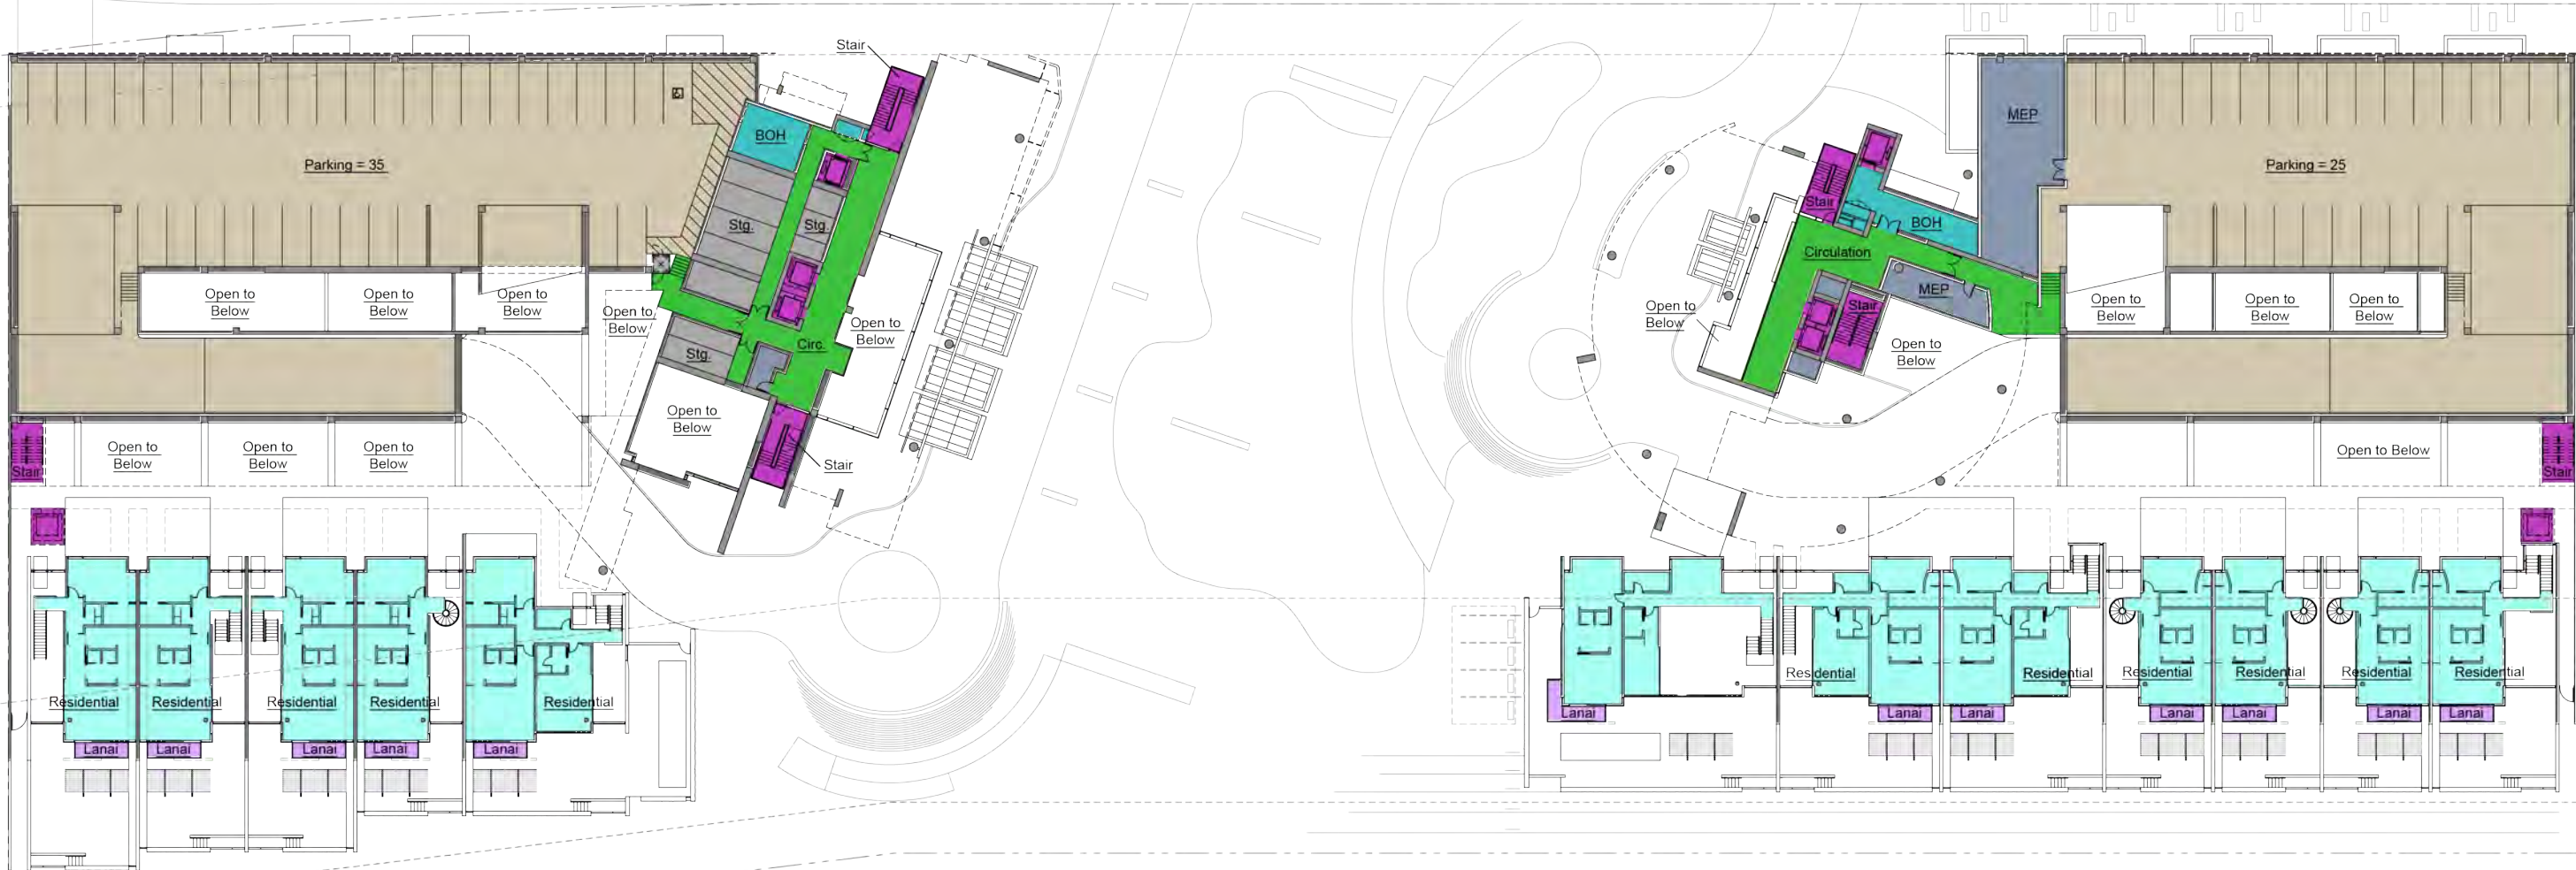 Stair
BOH
MEP
Parking = 35
Parking = 25
Stg.
Stg.
Stair
BOH
Circulation
MEP
Open to
Below
Open to
Below
Open to
Below
Open to
Below
Open to
Below
Circ.
Stg.
Open to
Below
Stair
Open to
Below
Open to
Below
Open to
Below
Open to
Below
Open to
Below
Stair
Open to
Below
Open to
Below
Open to
Below
Open to
Below
Stair
Open to Below
Stair
Residential
Residential
Residential
Residential
Residential
Residential
Residential
Residential
Residential
Residential
Residential
Lanai
Lanai
Lanai
Lanai
Lanai
Lanai
Lanai
Lanai
Lanai
Lanai
Lanai
Lanai